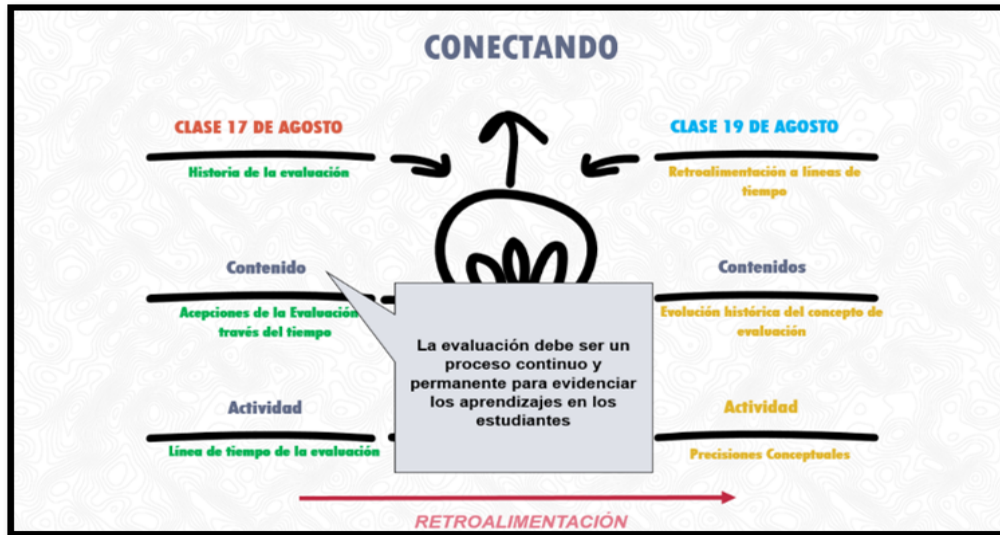 CONECTANDO
CLASE 17 DE AGOSTO
Historia de la evaluación
Contenido
Acepciones de la Evaluación
través del tiempo
Actividad
Línea de tiempo de la evaluación
La evaluación debe ser un
proceso continuo y
permanente para evidenciar
los aprendizajes en los
estudiantes
CLASE 19 DE AGOSTO
Retroalimentación a líneas de
tiempo
Contenidos
Evolución histórica del concepto de
evaluación
Actividad
Precisiones Conceptuales
RETROALIMENTACIÓN